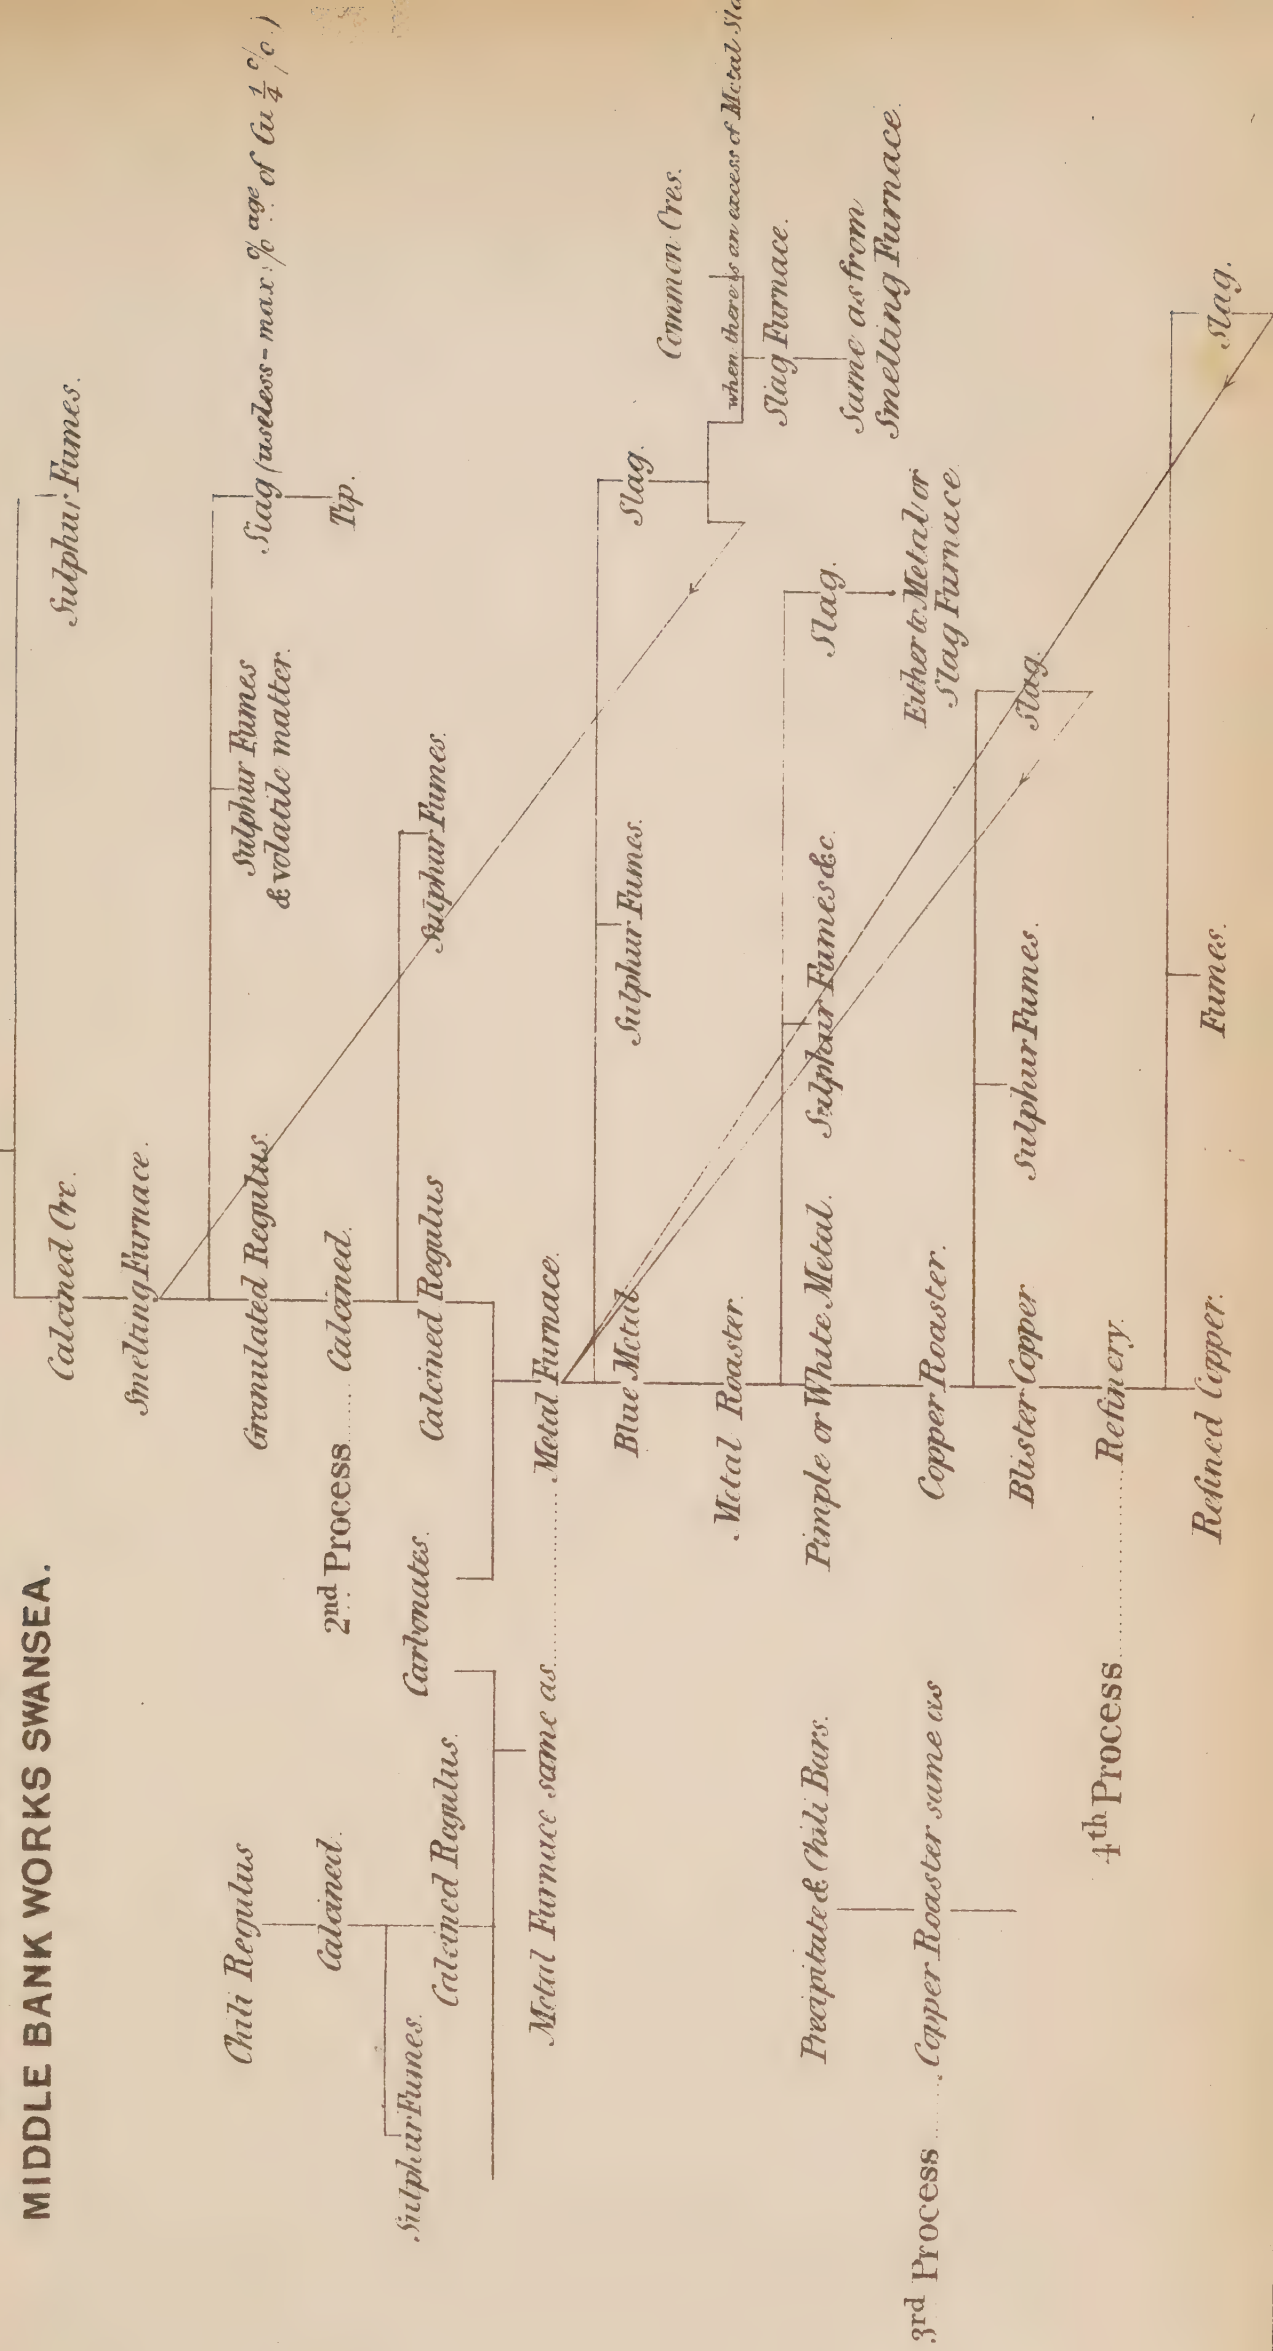 MIDDLE BANK WORKS SWANSEA.
Calcined Ore.
Sulphur Fumes.
Smelting Furnace.
Chili Regulus
Granulated Regulus.
Sulphur Fumes
& volatile matter.
Slag (useless - max: % age of Cu 1/4 %.)
Tip.
Calcined.
2nd Process...... Calcined.
Sulphur Fumes.
Calcined Regulus.
Carbonates.
Calcined Regulus
Sulphur Fumes.
Metal Furnace same as............Metal Furnace.
Blue Metal.
Sulphur Fumes.
Slag.
Common Ores.
when there is an excess of Metal
Slag Furnace.
Same as from
Smelting Furnace.
Metal Roaster.
Precipitate & Chili Bars.
Pimple or White Metal.
Sulphur Fumes &c.
Slag.
Either to Metal or
Slag Furnace
3rd Process......Copper Roaster same as
Copper Roaster.
Blister Copper
Sulphur Fumes.
Slag.
4th Process............Refinery.
Refined Copper.
Fumes.
Slag.